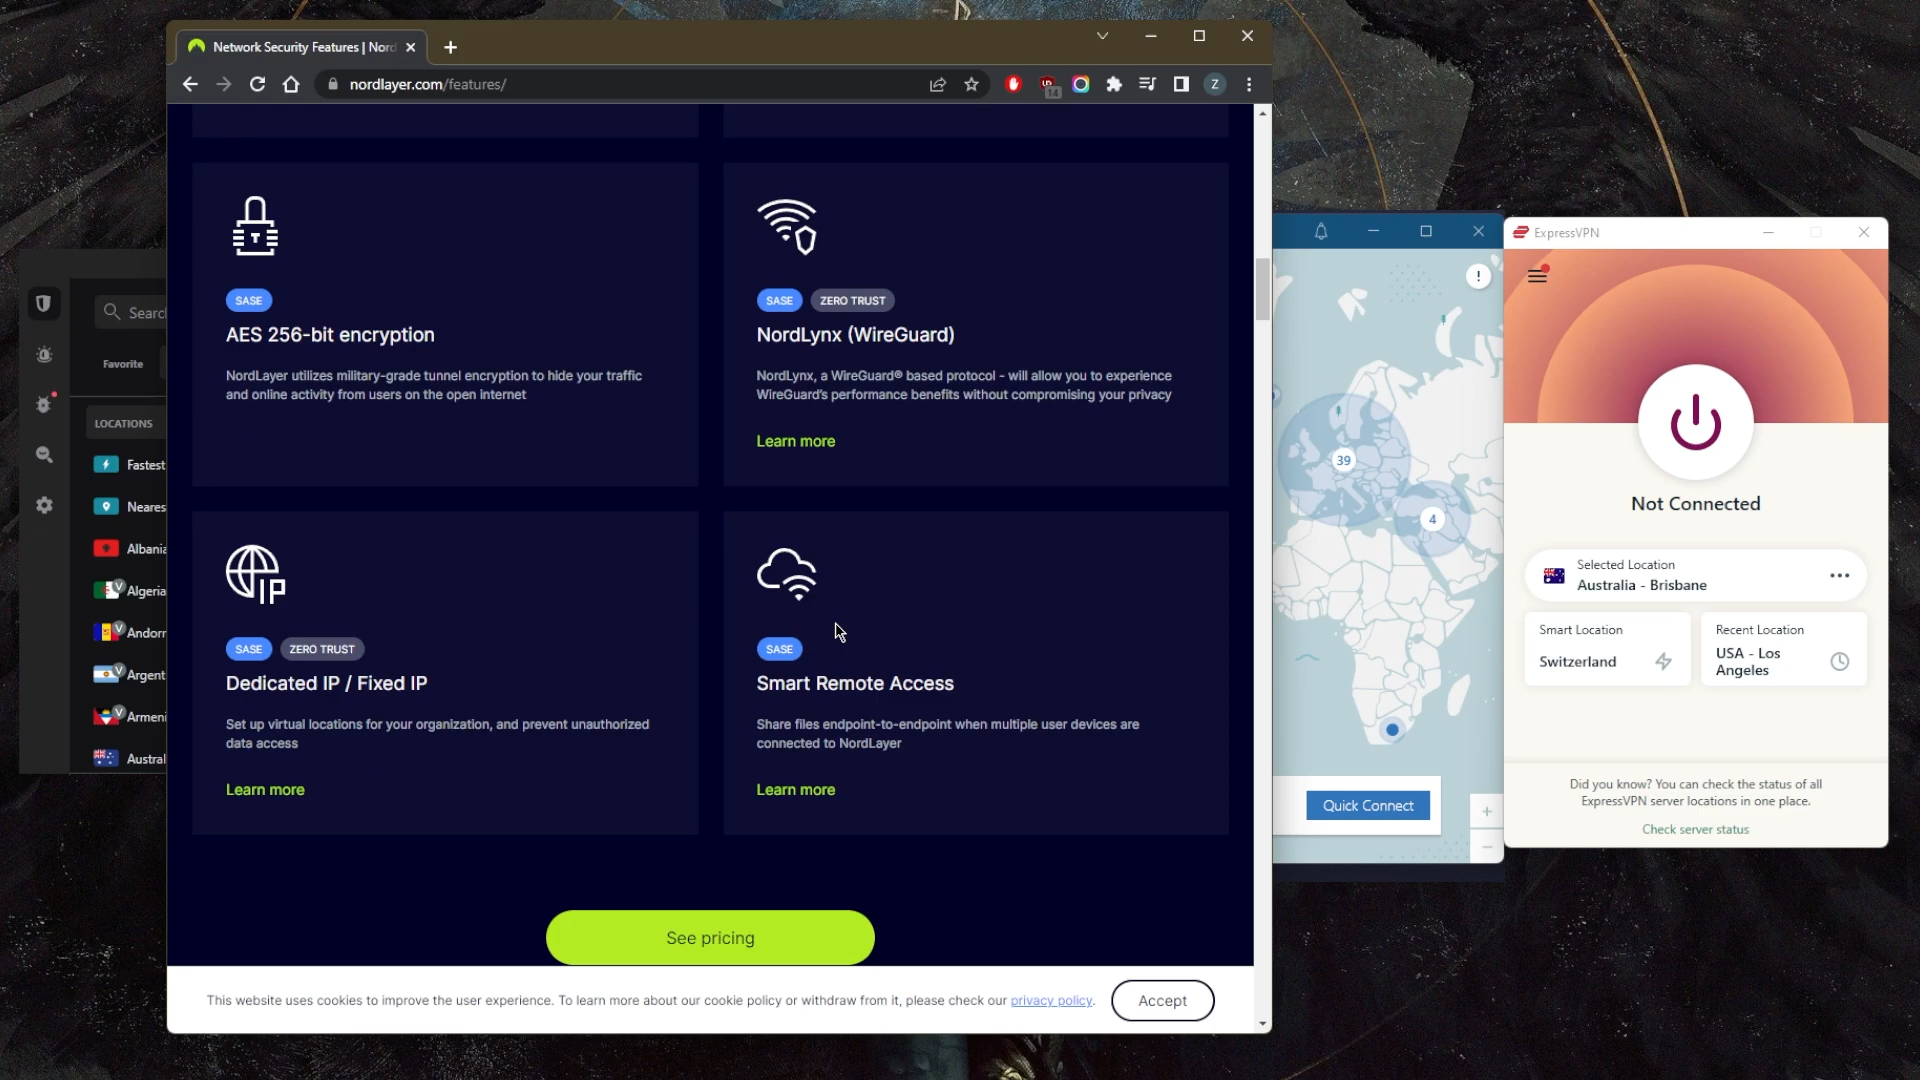 Network Security Features | Nord
nordlayer.com/features/
14
Z
SASE
AES 256-bit encryption
NordLayer utilizes military-grade tunnel encryption to hide your traffic
and online activity from users on the open internet
SASE ZERO TRUST
NordLynx (WireGuard)
NordLynx, a WireGuard® based protocol - will allow you to experience
WireGuard's performance benefits without compromising your privacy
Learn more
IP
SASE ZERO TRUST
Dedicated IP / Fixed IP
Set up virtual locations for your organization, and prevent unauthorized
data access
Learn more
SASE
Smart Remote Access
Share files endpoint-to-endpoint when multiple user devices are
connected to NordLayer
Learn more
See pricing
This website uses cookies to improve the user experience. To learn more about our cookie policy or withdraw from it, please check our privacy policy.
Accept
Searc
Favorite
LOCATIONS
Fastest
Neares
Albania
Algeria
Andorr
Argent
Armeni
Austral
!
39
4
Quick Connect
+
−
ExpressVPN
Not Connected
Selected Location
Australia - Brisbane
Smart Location
Switzerland
Recent Location
USA - Los
Angeles
Did you know? You can check the status of all
ExpressVPN server locations in one place.
Check server status